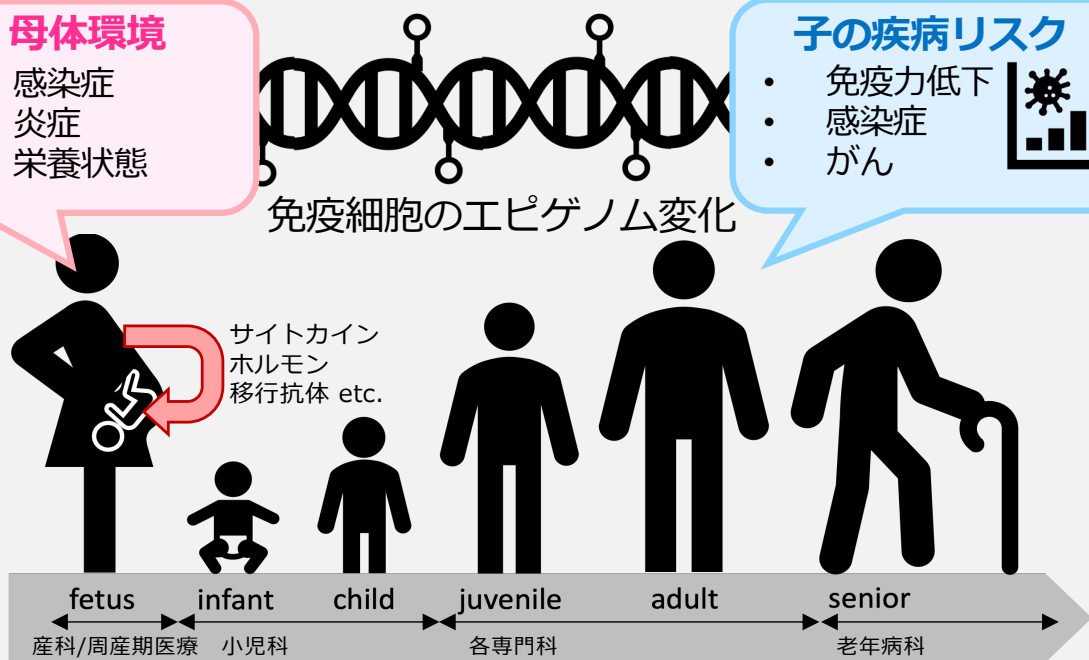 母体環境
感染症
炎症
栄養状態
子の疾病リスク
• 免疫力低下
• 感染症
• がん
免疫細胞のエピゲノム変化
サイトカイン
ホルモン
移行抗体 etc.
fetus infant child juvenile adult senior
産科/周産期医療 小児科 各専門科 老年病科